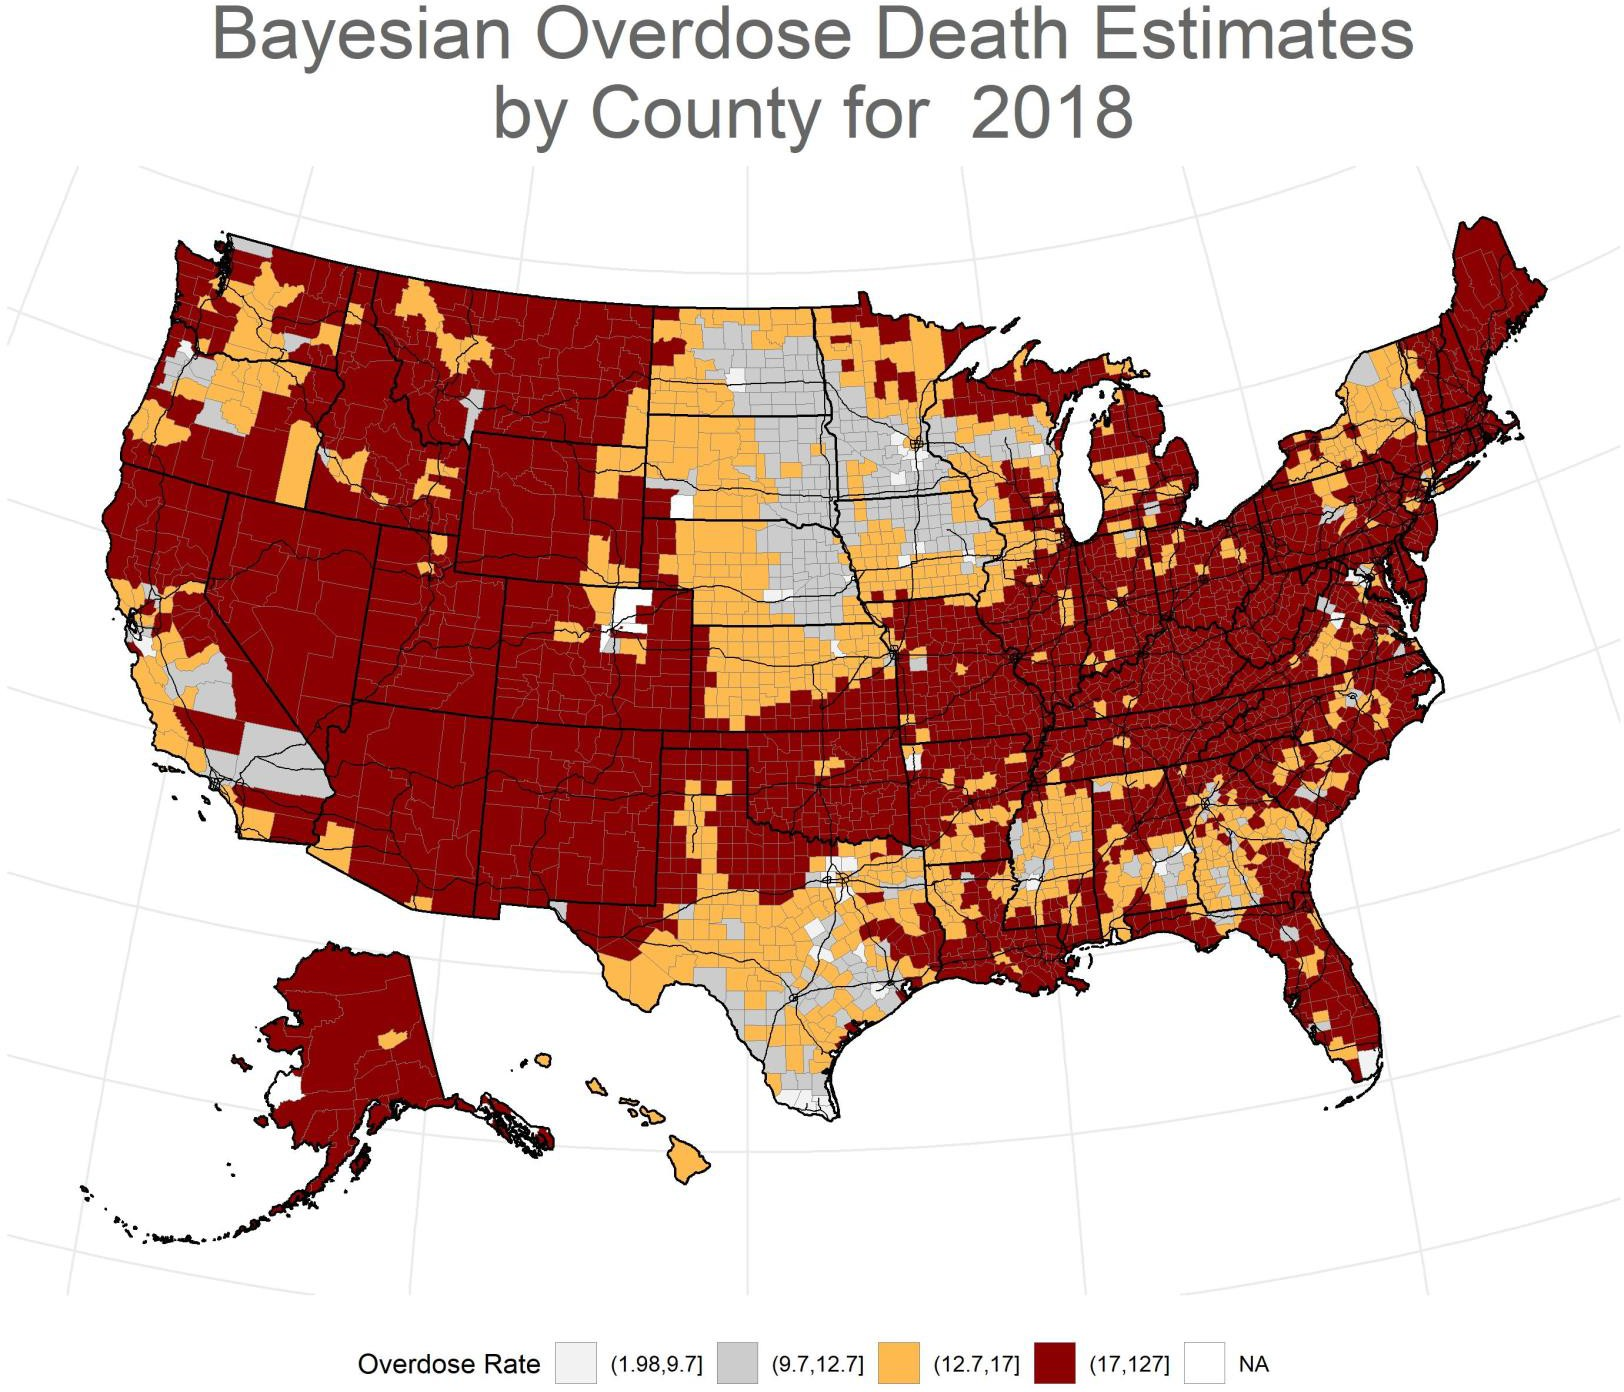 Bayesian Overdose Death Estimates
by County for 2018
Overdose Rate (1.98,9.7] (9.7,12.7] (12.7,17] (17,127] NA